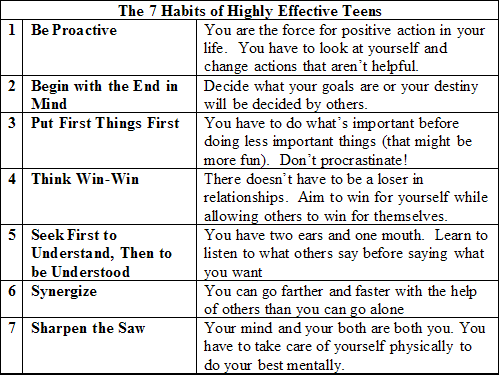 The 7 Habits of Highly Effective Teens
1 Be Proactive You are the force for positive action in your
life. You have to look at yourself and
change actions that aren't helpful.
2 Begin with the End in Decide what your goals are or your destiny
Mind will be decided by others.
3 Put First Things First You have to do what's important before
doing less important things (that might be
more fun). Don't procrastinate!
4 Think Win-Win There doesn't have to be a loser in
relationships. Aim to win for yourself while
allowing others to win for themselves.
5 Seek First to You have two ears and one mouth. Learn to
Understand, Then to listen to what others say before saying what
be Understood you want
6 Synergize You can go farther and faster with the help
of others than you can go alone
7 Sharpen the Saw Your mind and your both are both you. You
have to take care of yourself physically to
do your best mentally.